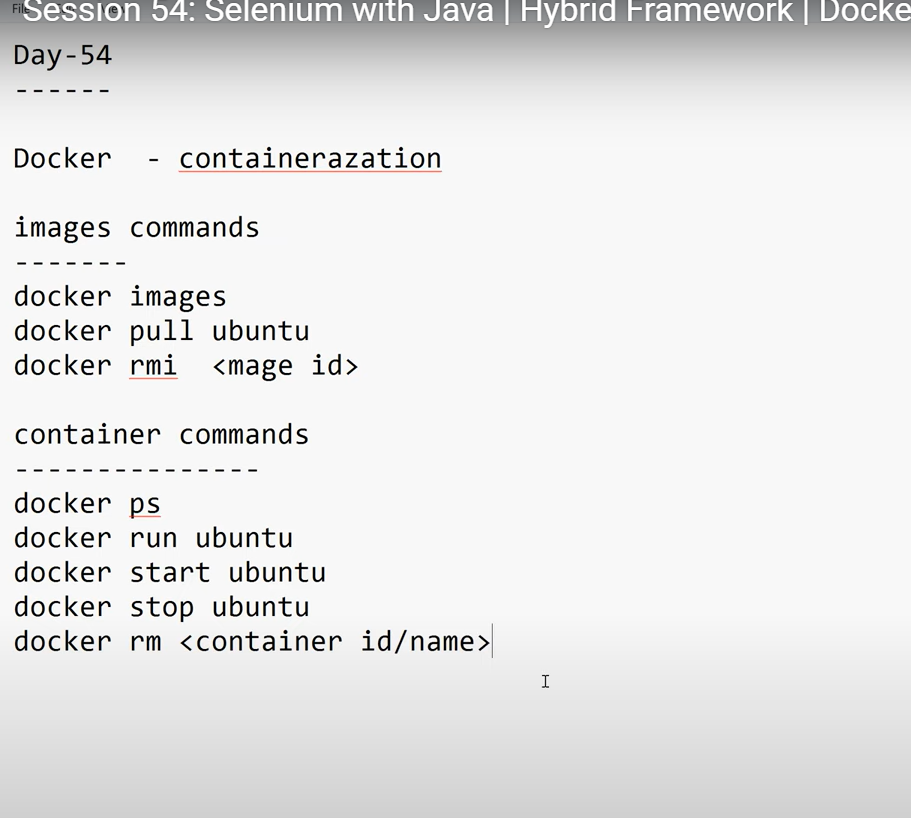 Session 54: Selenium with Java | Hybrid Framework | Docke
Day-54
------
Docker - containerazation
images commands
-------
docker images
docker pull ubuntu
docker rmi <mage id>
container commands
---------------
docker ps
docker run ubuntu
docker start ubuntu
docker stop ubuntu
docker rm <container id/name>